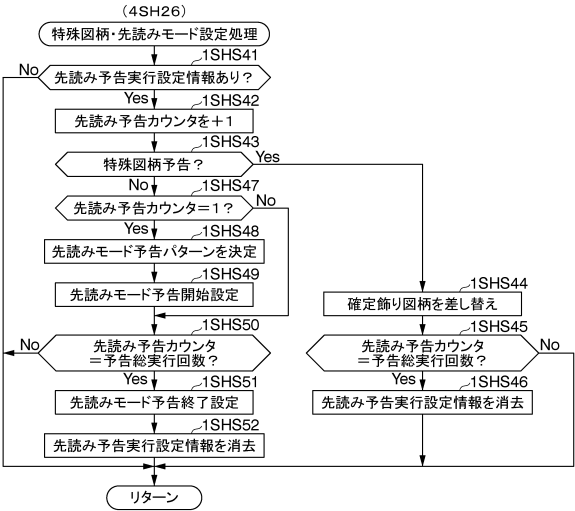 (4SH26)
特殊図柄・先読みモード設定処理
1SHS41
No
先読み予告実行設定情報あり?
Yes
1SHS42
先読み予告カウンタを+1
1SHS43
特殊図柄予告?
Yes
No
1SHS47
先読み予告カウンタ=1?
No
Yes
1SHS48
先読みモード予告パターンを決定
1SHS49
先読みモード予告開始設定
1SHS44
確定飾り図柄を差し替え
1SHS50
No
先読み予告カウンタ
=予告総実行回数?
1SHS45
先読み予告カウンタ
=予告総実行回数?
No
Yes
1SHS51
先読みモード予告終了設定
Yes
1SHS46
先読み予告実行設定情報を消去
1SHS52
先読み予告実行設定情報を消去
リターン